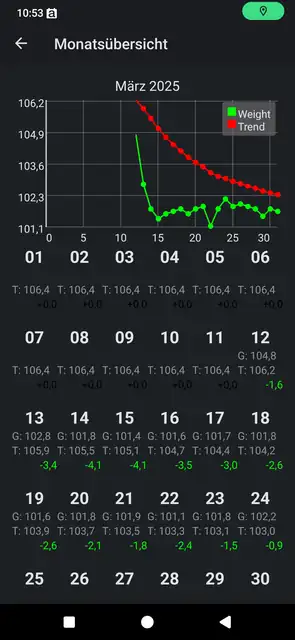 10:53
Monatsübersicht
März 2025
106,2
104,9
103,6
102,3
101,1
Weight
Trend
0 5 10 15 20 25 30
01 02 03 04 05 06
T: 106,4 T: 106,4 T: 106,4 T: 106,4 T: 106,4 T: 106,4
+0,0 +0,0 +0,0 +0,0 +0,0 +0,0
07 08 09 10 11 12
G: 104,8
T: 106,4 T: 106,4 T: 106,4 T: 106,4 T: 106,4 T: 106,2
+0,0 +0,0 +0,0 +0,0 +0,0 -1,6
13 14 15 16 17 18
G: 102,8 G: 101,8 G: 101,4 G: 101,6 G: 101,7 G: 101,8
T: 105,9 T: 105,5 T: 105,1 T: 104,7 T: 104,4 T: 104,2
-3,4 -4,1 -4,1 -3,5 -3,0 -2,6
19 20 21 22 23 24
G: 101,6 G: 101,8 G: 101,9 G: 101,1 G: 101,8 G: 102,2
T: 103,9 T: 103,7 T: 103,5 T: 103,3 T: 103,1 T: 103,0
-2,6 -2,1 -1,8 -2,4 -1,5 -0,9
25 26 27 28 29 30